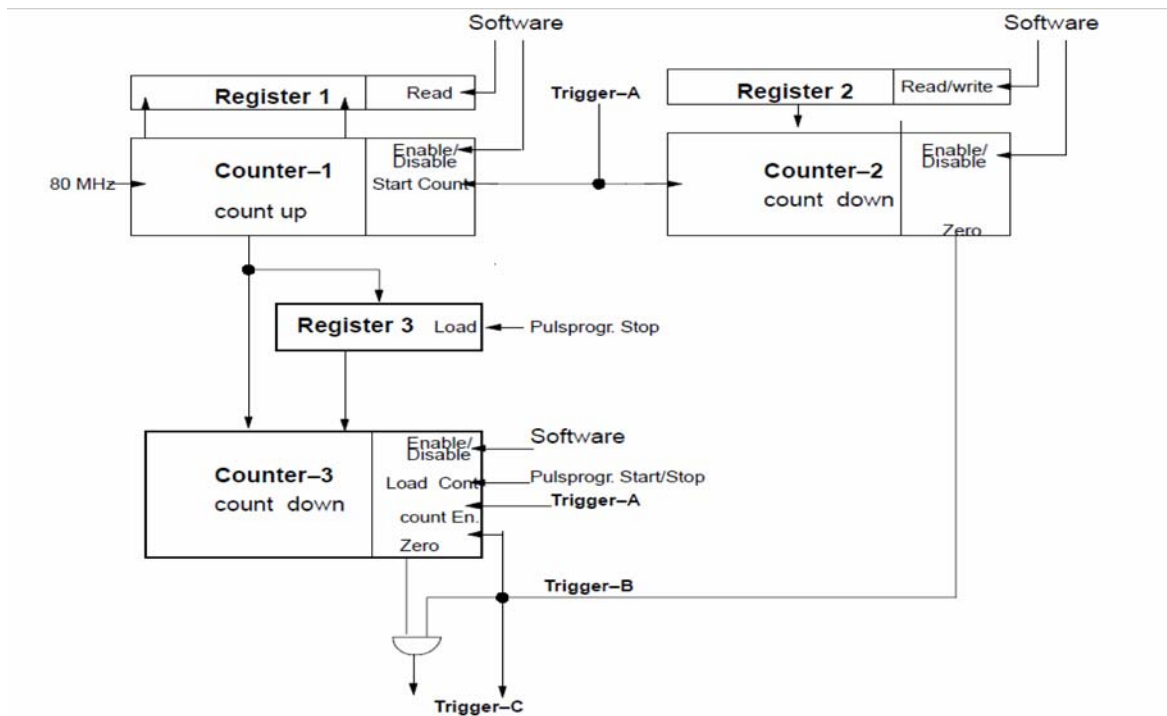 Software
Software
Register 1
Read
Trigger–A
Register 2
Read/write
Enable/
Disable
Counter–1
80 MHz
Start Count
count up
Enable/
Disable
Counter–2
count down
Zero
Register 3
Load
Pulsprogr. Stop
Enable/
Disable
Software
Counter–3
Load Cont
Pulsprogr. Start/Stop
count down
Trigger–A
count En.
Zero
Trigger–B
Trigger–C